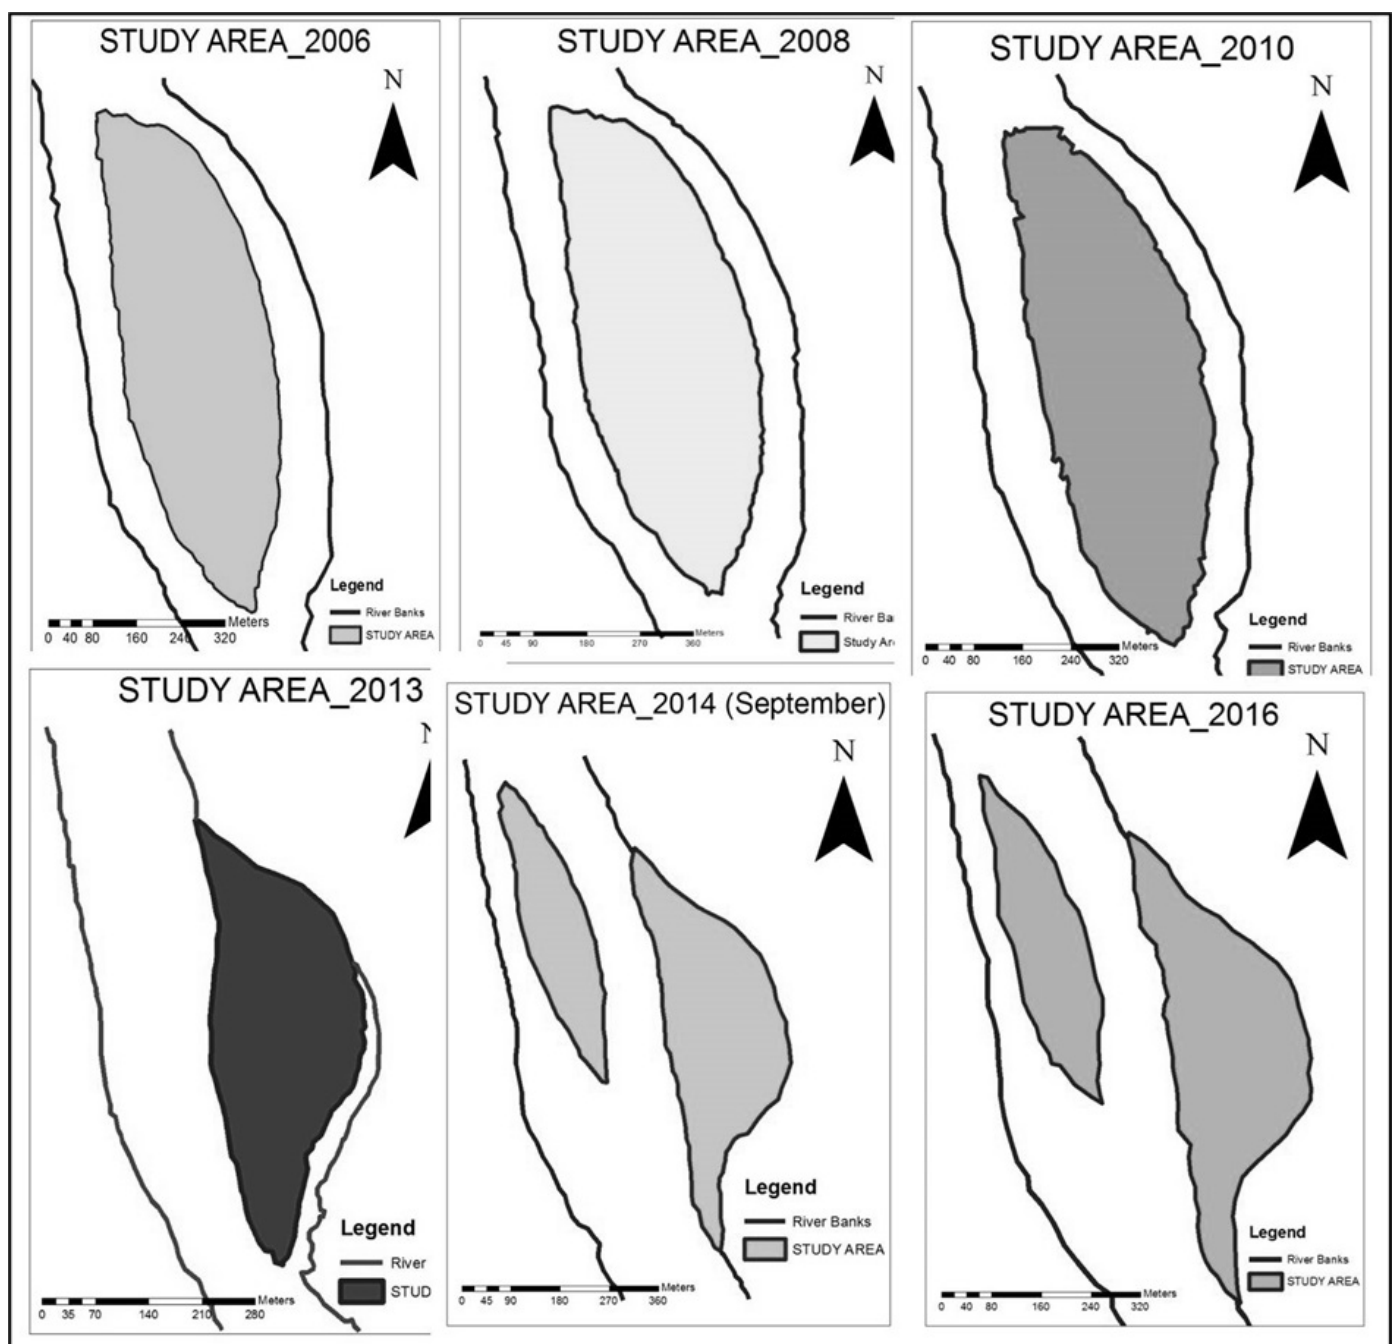 STUDY AREA_2006
N
Legend
River Banks
STUDY AREA
Meters
0 40 80 160 240 320
STUDY AREA_2008
N
Legend
River Ba
Study Ar
Meters
0 45 90 180 270 360
STUDY AREA_2010
N
Legend
River Banks
STUDY AREA
Meters
0 40 80 160 240 320
STUDY AREA_2013
N
Legend
River
STUD
Meters
0 35 70 140 210 280
STUDY AREA_2014 (September)
N
Legend
River Banks
STUDY AREA
Meters
0 45 90 180 270 360
STUDY AREA_2016
N
Legend
River Banks
STUDY AREA
Meters
0 40 80 160 240 320